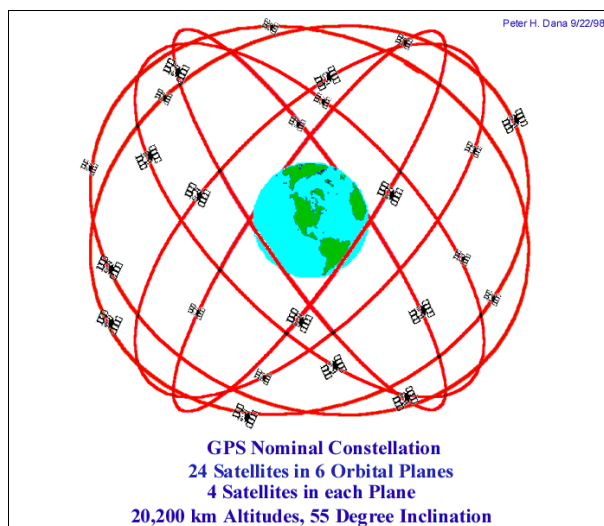 Peter H. Dana 9/22/98
GPS Nominal Constellation
24 Satellites in 6 Orbital Planes
4 Satellites in each Plane
20,200 km Altitudes, 55 Degree Inclination